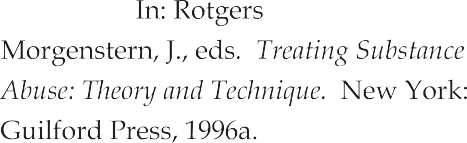 In: Rotgers
Morgenstern, J., eds. Treating Substance
Abuse: Theory and Technique. New York:
Guilford Press, 1996a.